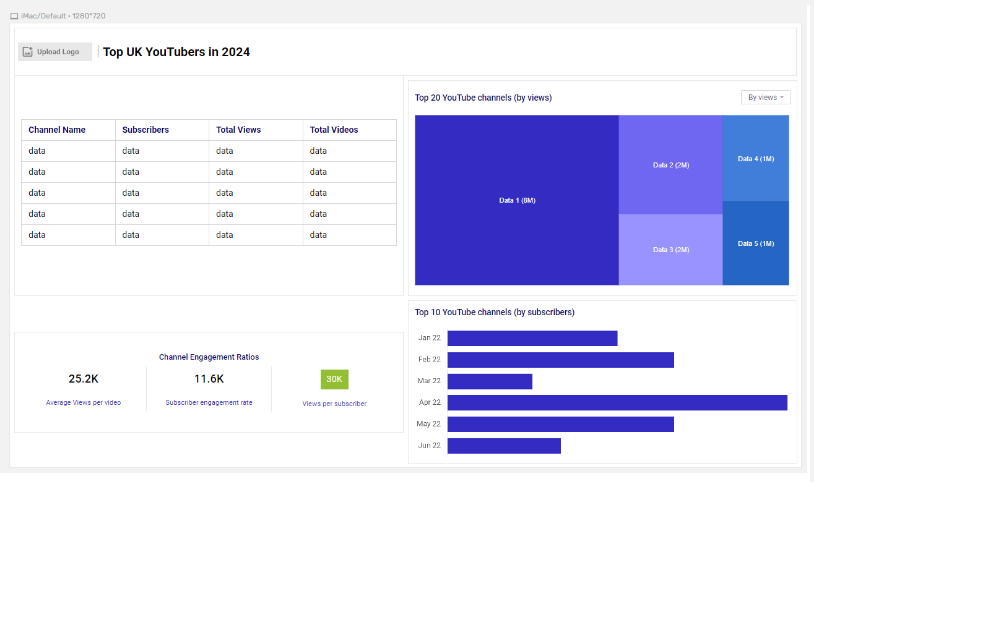 iMac/Default • 1280*720
Upload Logo
Top UK YouTubers in 2024
Channel Name Subscribers Total Views Total Videos
data data data data
data data data data
data data data data
data data data data
data data data data
Top 20 YouTube channels (by views)
By views
Data 1 (8M)
Data 2 (2M)
Data 3 (2M)
Data 4 (1M)
Data 5 (1M)
Channel Engagement Ratios
25.2K
Average Views per video
11.6K
Subscriber engagement rate
30K
Views per subscriber
Top 10 YouTube channels (by subscribers)
Jan 22
Feb 22
Mar 22
Apr 22
May 22
Jun 22